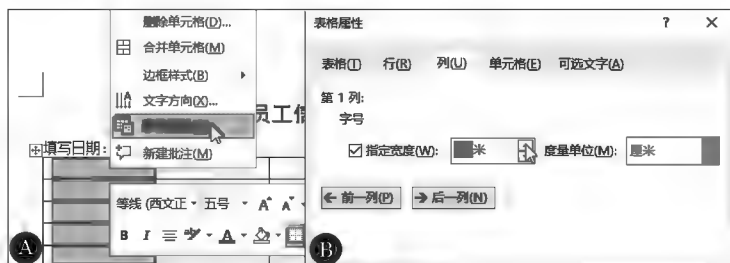 删除单元格(D)...
合并单元格(M)
边框样式(B)
文字方向(X)...
新建批注(M)
员工信
填写日期:
等线 (西文正 五号 A A
B I A
A
表格属性 ? ×
表格(T) 行(R) 列(U) 单元格(E) 可选文字(A)
第 1 列:
字号
指定宽度(W): 米 度量单位(M): 厘米
前一列(P) 后一列(N)
B